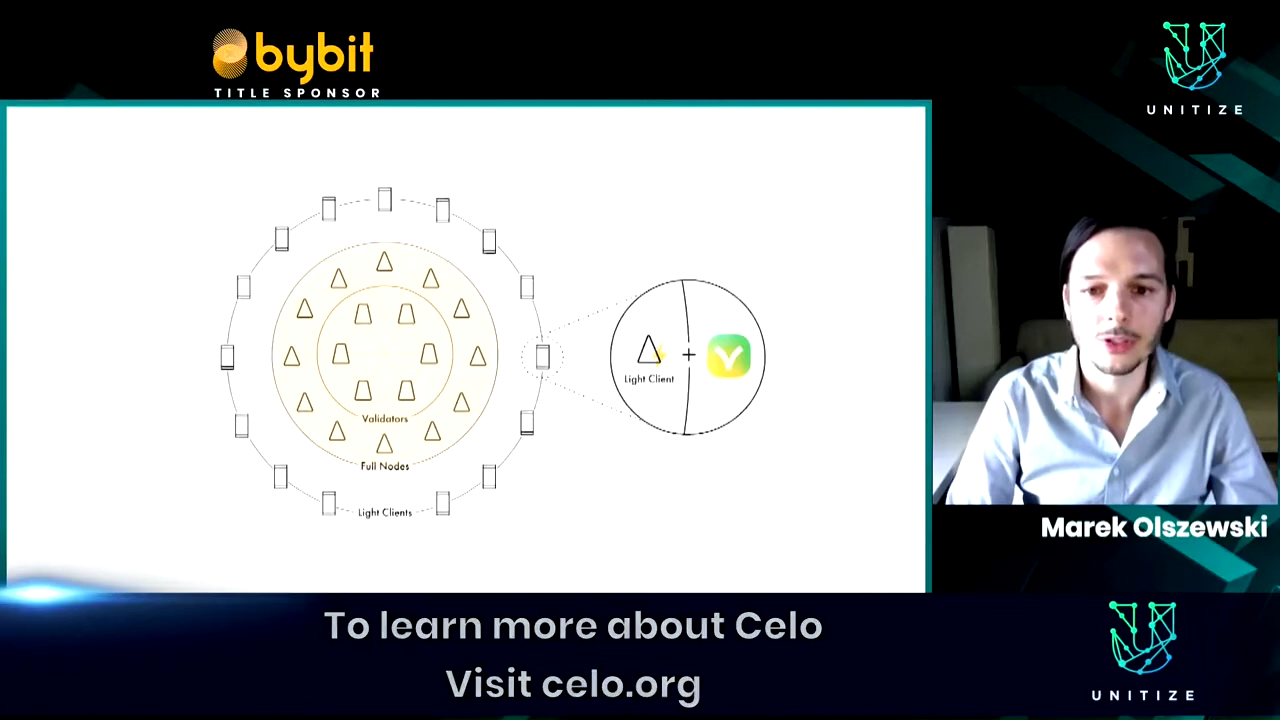 bybit
TITLE SPONSOR
UNITIZE
Light Client
+
Validators
Full Nodes
Light Clients
Marek Olszewski
To learn more about Celo
Visit celo.org
UNITIZE